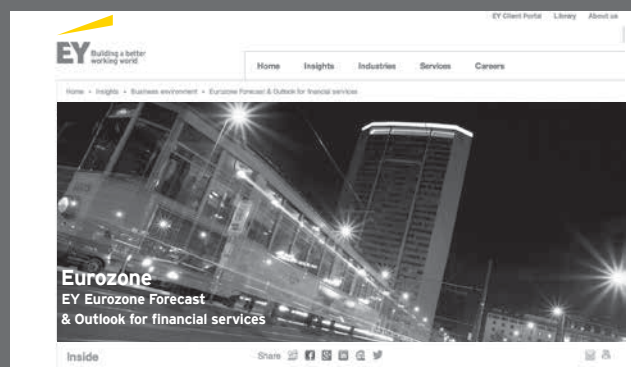 EY Client Portal Library About us
EY Building a better
working world
Home Insights Industries Services Careers
Home • Insights • Business environment • Eurozone Forecast & Outlook for financial services
Eurozone
EY Eurozone Forecast
& Outlook for financial services
Inside Share